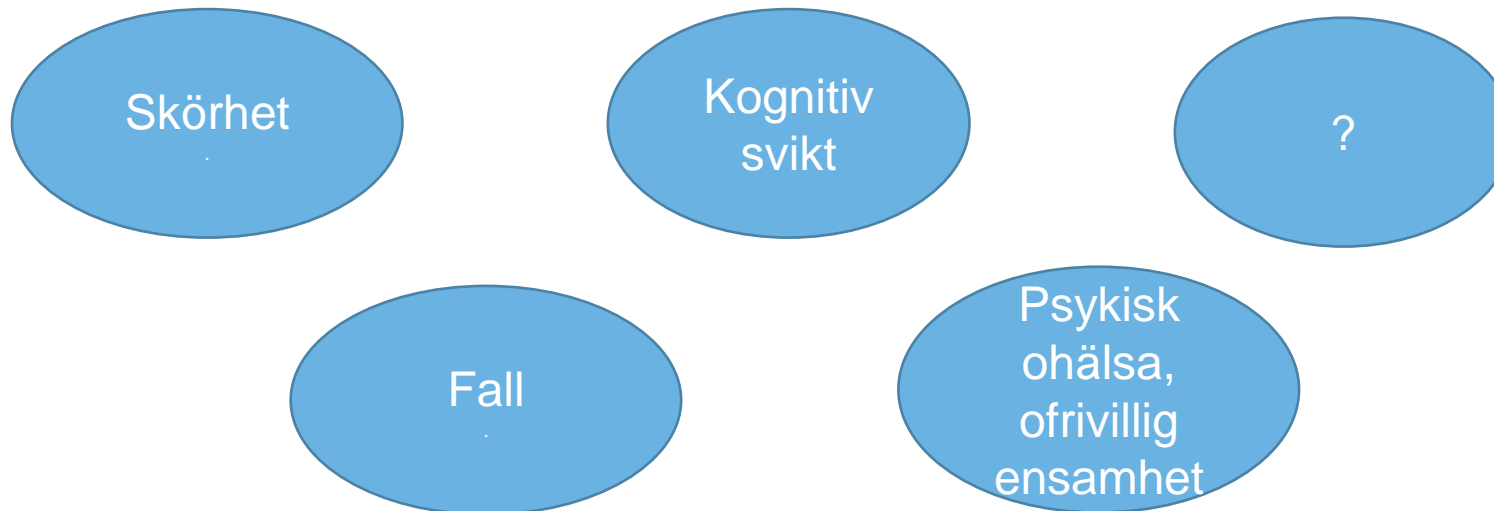 Skörhet
.
Kognitiv
svikt
?
Fall
.
Psykisk
ohälsa,
ofrivillig
ensamhet